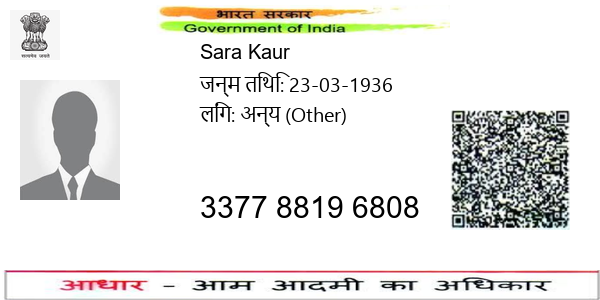 भारत सरकार
Government of India
सत्यमेव जयते
Sara Kaur
जन्म तिथि: 23-03-1936
लिंग: अन्य (Other)
3377 8819 6808
आधार - आम आदमी का अधिकार